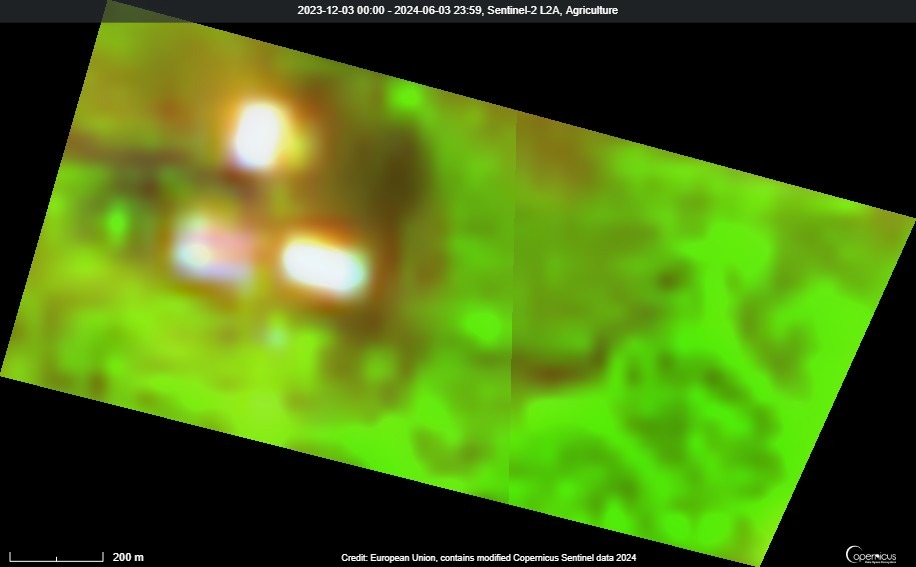 2023-12-03 00:00 - 2024-06-03 23:59, Sentinel-2 L2A, Agriculture
200 m
Credit: European Union, contains modified Copernicus Sentinel data 2024
opernicus